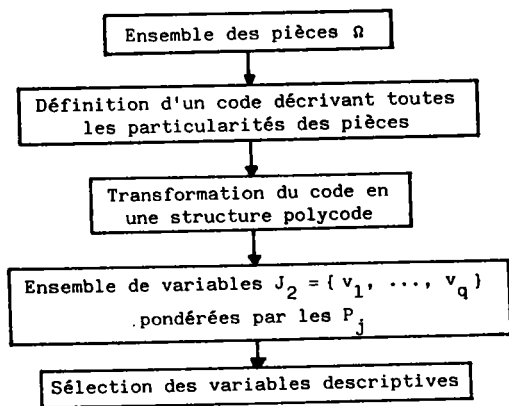 Ensemble des pièces Ω
Définition d'un code décrivant toutes
les particularités des pièces
Transformation du code en
une structure polycode
Ensemble de variables J₂ = { v₁, ..., v_q }
.pondérées par les P_j
Sélection des variables descriptives